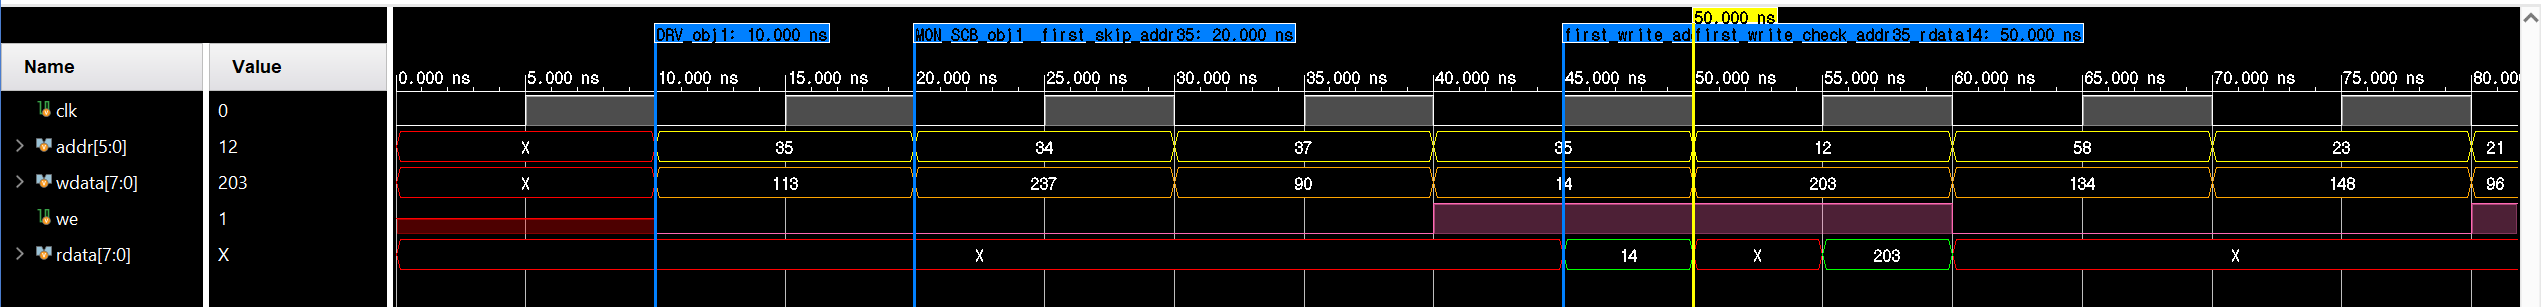 50.000 ns
DRV_obj1: 10.000 ns
MON_SCB_obj1__first_skip_addr35: 20.000 ns
first_write_ad
first_write_check_addr35_rdata14: 50.000 ns
Name Value
0.000 ns 5.000 ns 10.000 ns 15.000 ns 20.000 ns 25.000 ns 30.000 ns 35.000 ns 40.000 ns 45.000 ns 50.000 ns 55.000 ns 60.000 ns 65.000 ns 70.000 ns 75.000 ns 80.00
clk 0
addr[5:0] 12 X 35 34 37 35 12 58 23 21
wdata[7:0] 203 X 113 237 90 14 203 134 148 96
we 1
rdata[7:0] X X 14 X 203 X